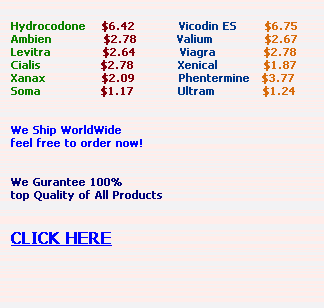 Hydrocodone $6.42 Vicodin ES $6.75
Ambien $2.78 Valium $2.67
Levitra $2.64 Viagra $2.78
Cialis $2.78 Xenical $1.87
Xanax $2.09 Phentermine $3.77
Soma $1.17 Ultram $1.24
We Ship WorldWide
feel free to order now!
We Gurantee 100%
top Quality of All Products
CLICK HERE